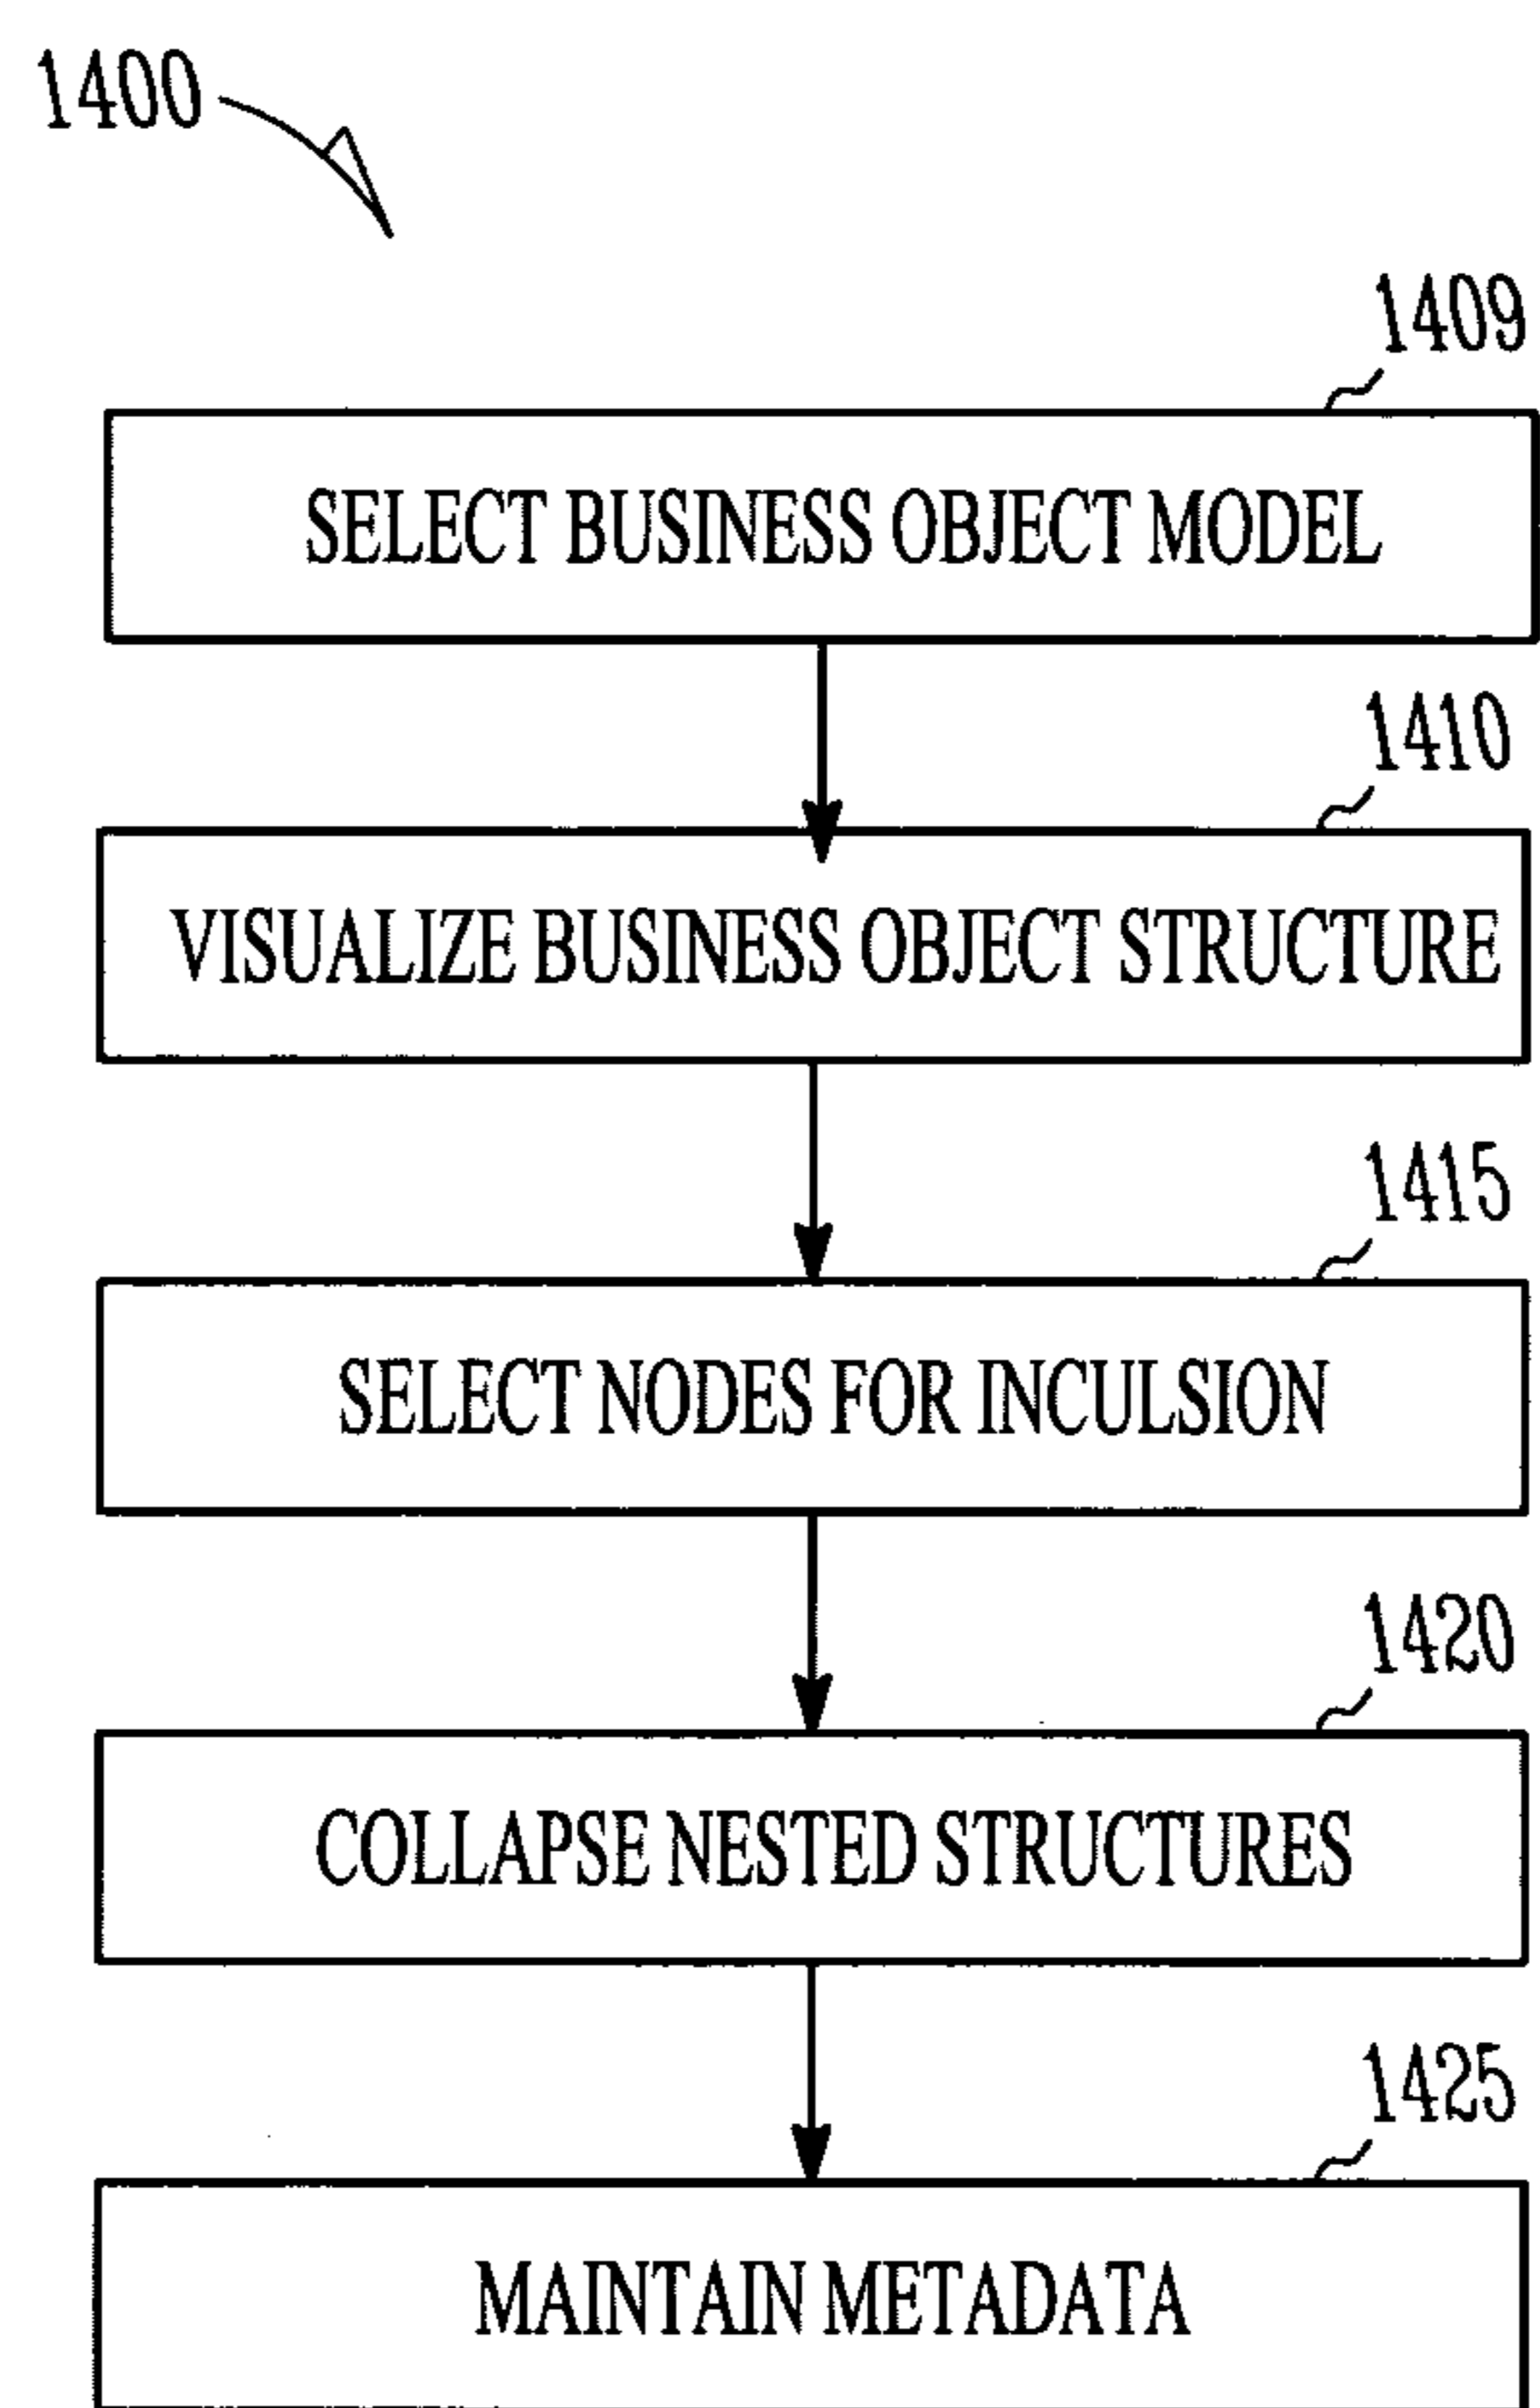 1400
1409
SELECT BUSINESS OBJECT MODEL
1410
VISUALIZE BUSINESS OBJECT STRUCTURE
1415
SELECT NODES FOR INCULSION
1420
COLLAPSE NESTED STRUCTURES
1425
MAINTAIN METADATA